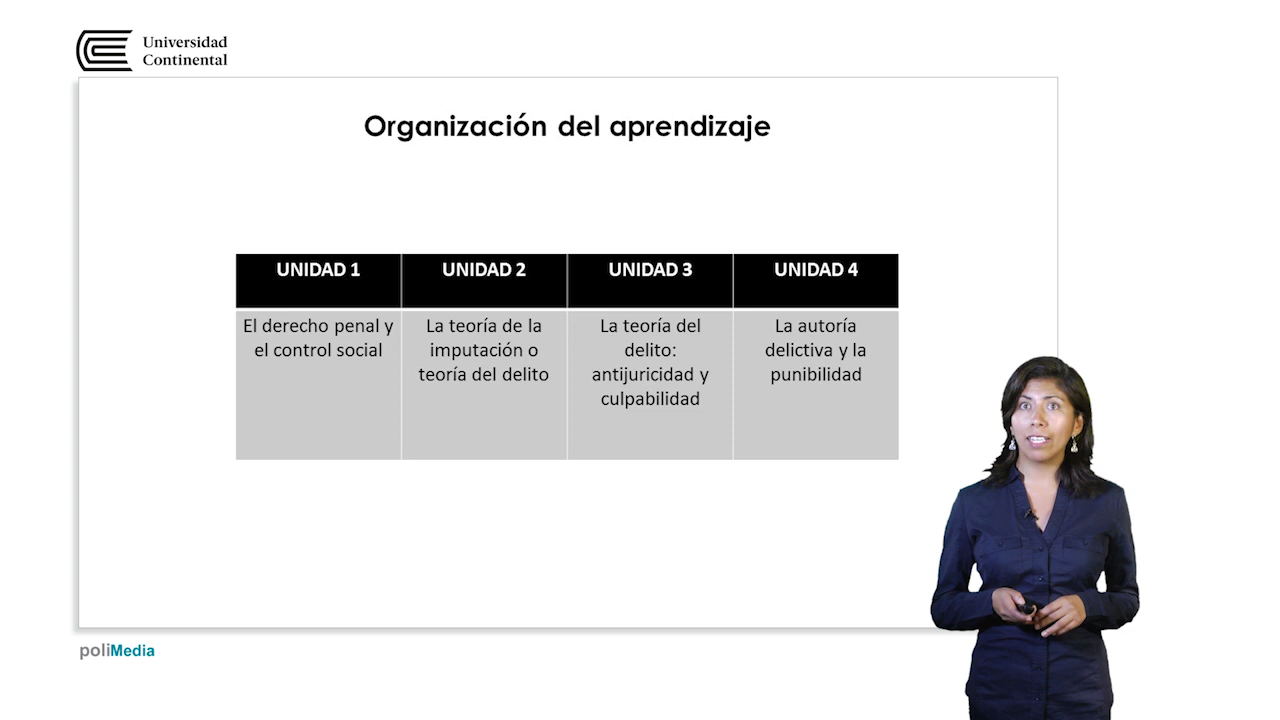 Universidad
Continental
Organización del aprendizaje
UNIDAD 1
UNIDAD 2
UNIDAD 3
UNIDAD 4
El derecho penal y
el control social
La teoría de la
imputación o
teoría del delito
La teoría del
delito:
antijuricidad y
culpabilidad
La autoría
delictiva y la
punibilidad
poliMedia